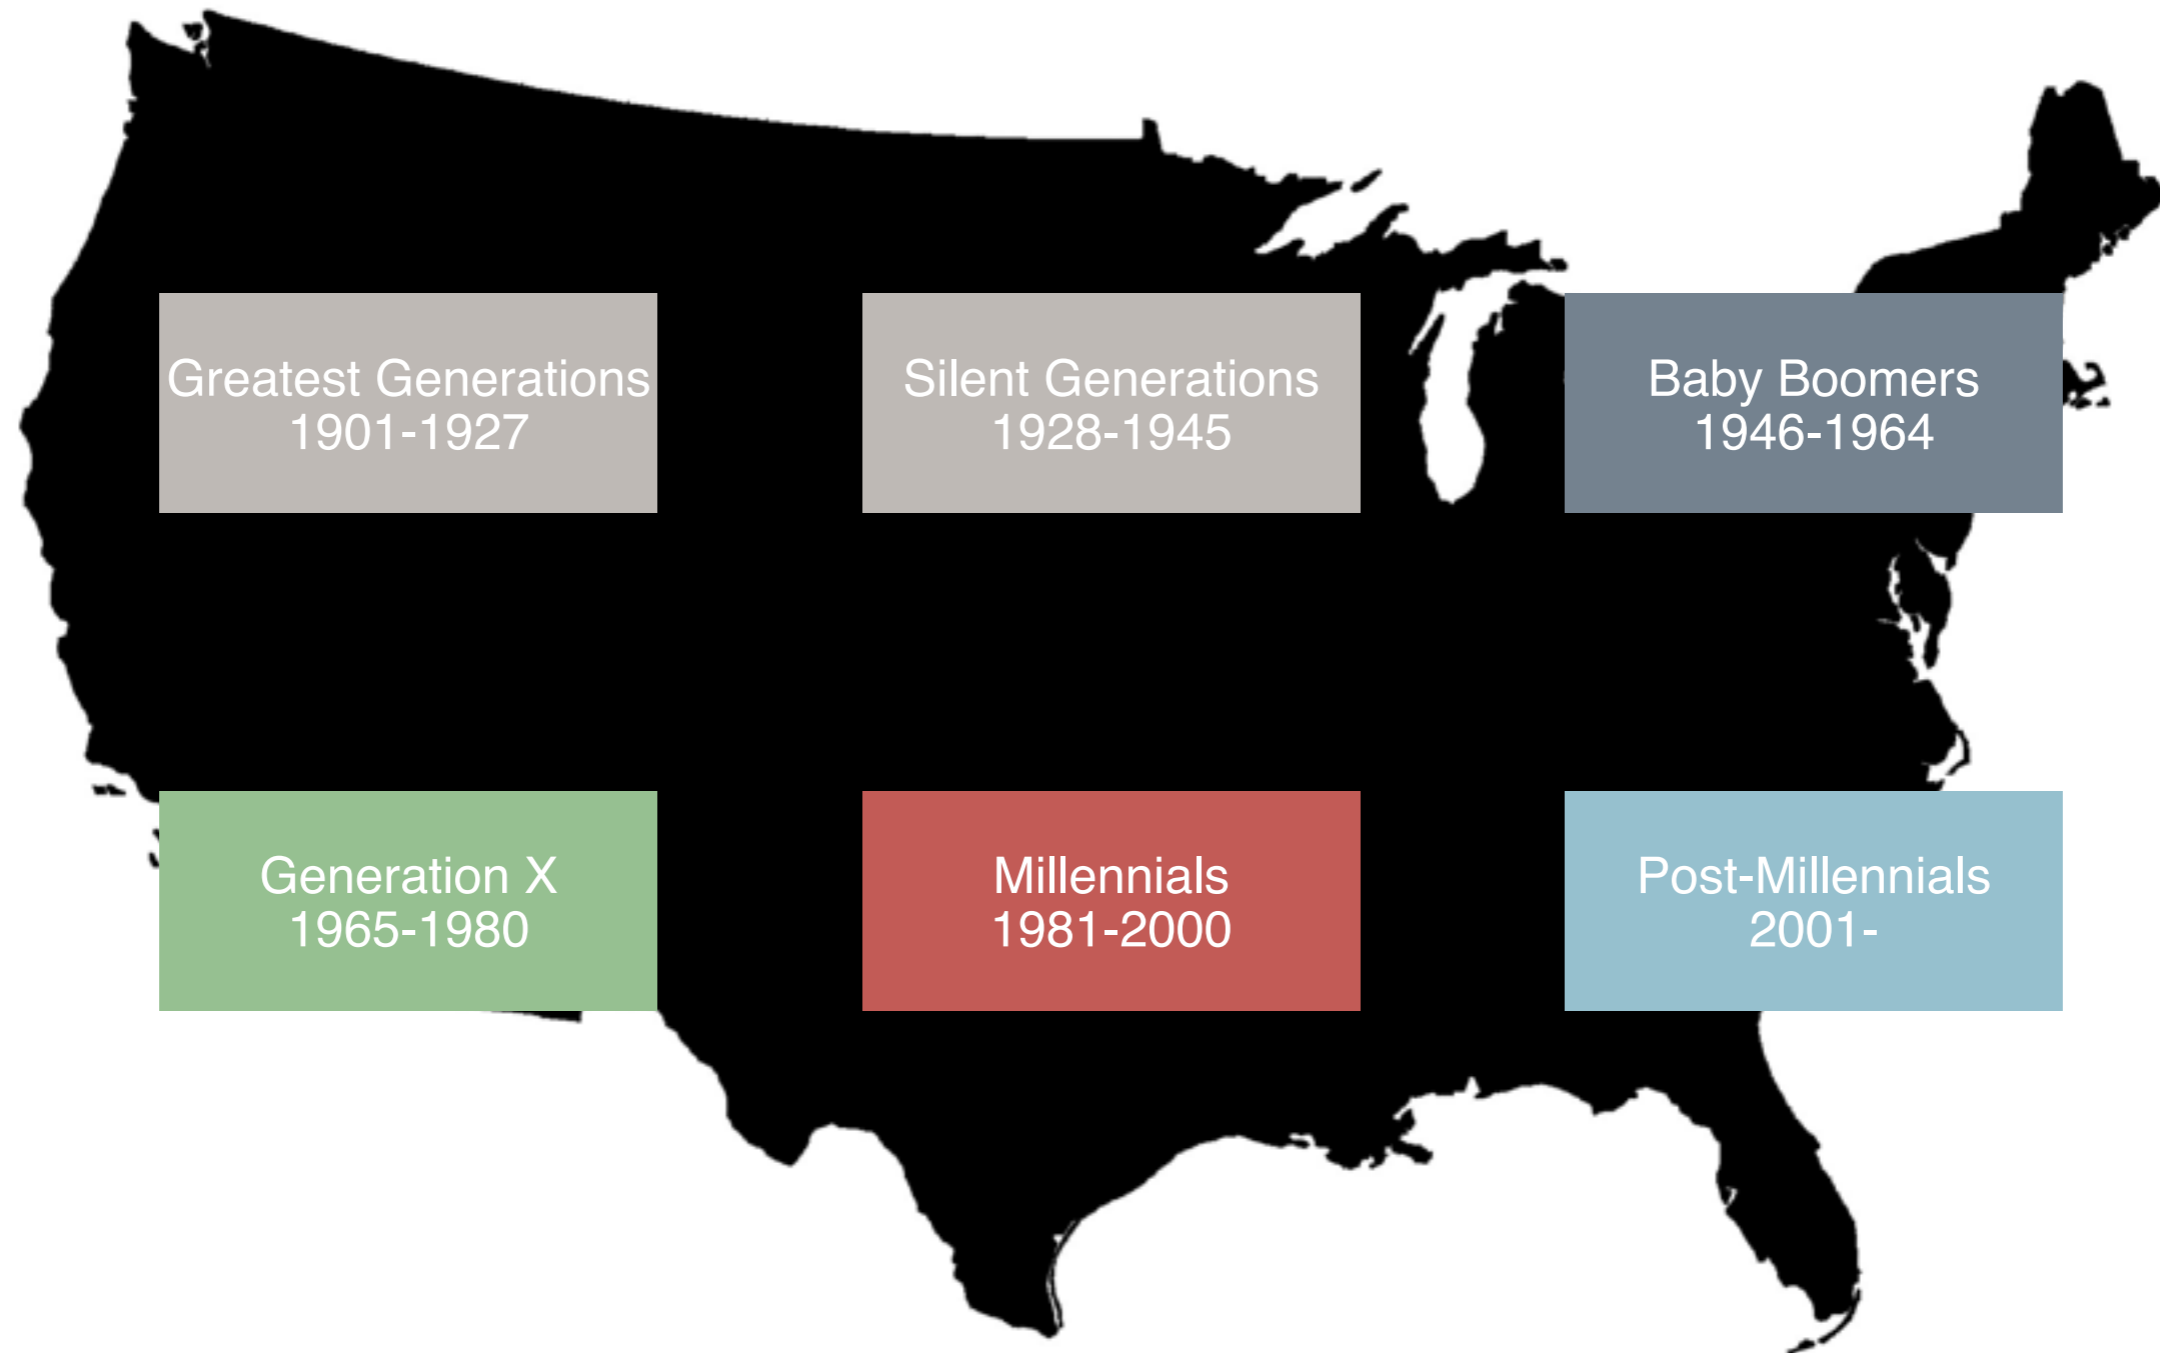 Greatest Generations
1901-1927
Silent Generations
1928-1945
Baby Boomers
1946-1964
Generation X
1965-1980
Millennials
1981-2000
Post-Millennials
2001-